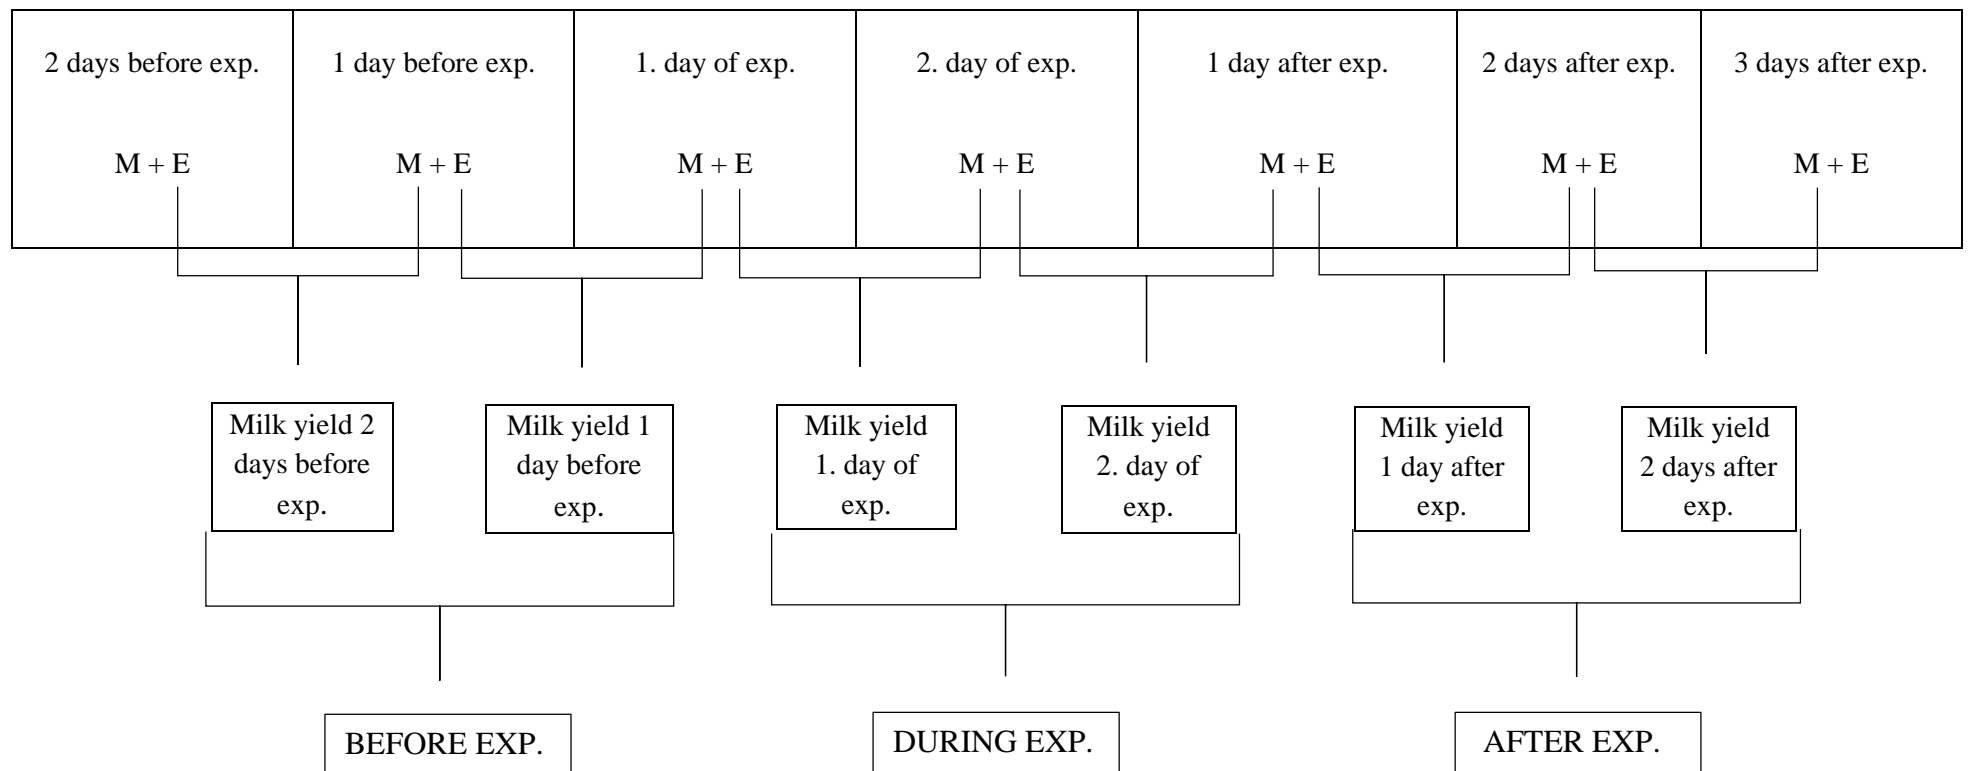 2 days before exp.
1 day before exp.
1. day of exp.
2. day of exp.
1 day after exp.
2 days after exp.
3 days after exp.
M + E
M + E
M + E
M + E
M + E
M + E
M + E
Milk yield 2
days before
exp.
Milk yield 1
day before
exp.
Milk yield
1. day of
exp.
Milk yield
2. day of
exp.
Milk yield
1 day after
exp.
Milk yield
2 days after
exp.
BEFORE EXP.
DURING EXP.
AFTER EXP.